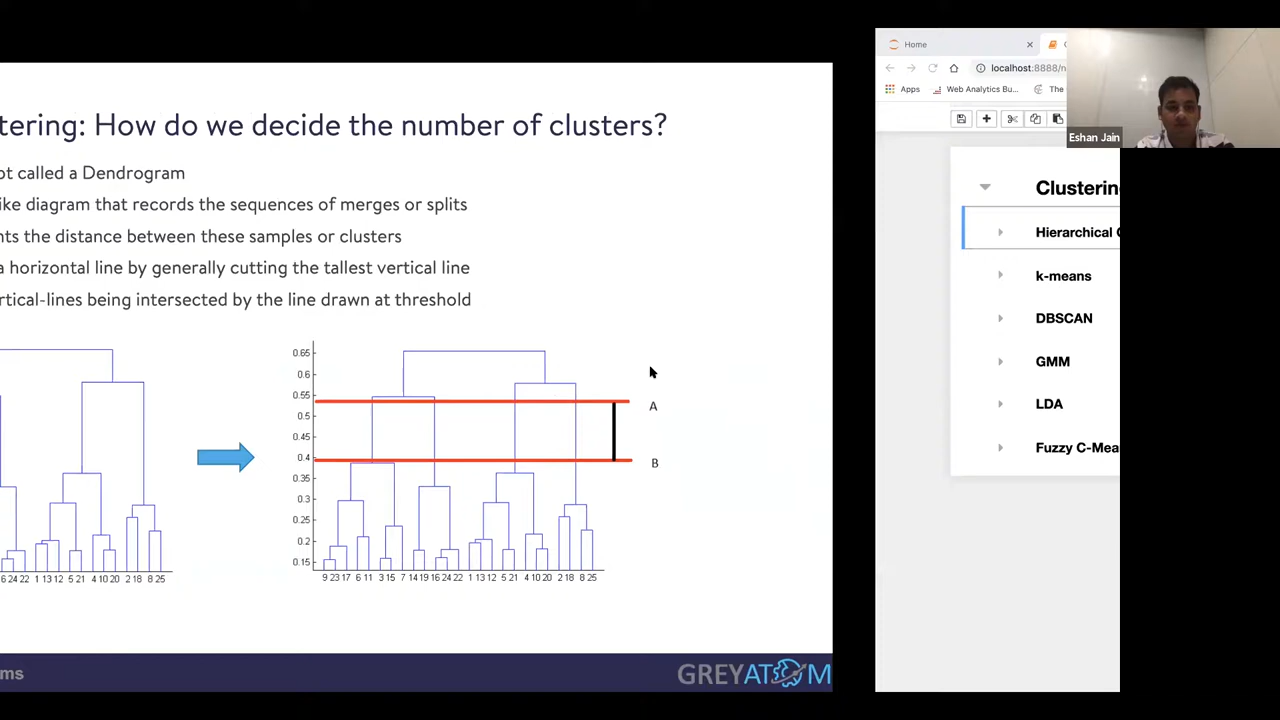 tering: How do we decide the number of clusters?
ot called a Dendrogram
ike diagram that records the sequences of merges or splits
nts the distance between these samples or clusters
a horizontal line by generally cutting the tallest vertical line
rtical-lines being intersected by the line drawn at threshold
0.65
0.6
0.55
0.5
0.45
0.4
0.35
0.3
0.25
0.2
0.15
A
B
6 24 22 1 13 12 5 21 4 10 20 2 18 8 25
9 23 17 6 11 3 15 7 14 19 16 24 22 1 13 12 5 21 4 10 20 2 18 8 25
ms
GREYATOM
Home
localhost:8888/n
Apps
Web Analytics Bu...
The
Eshan Jain
Clustering
Hierarchical
k-means
DBSCAN
GMM
LDA
Fuzzy C-Mea